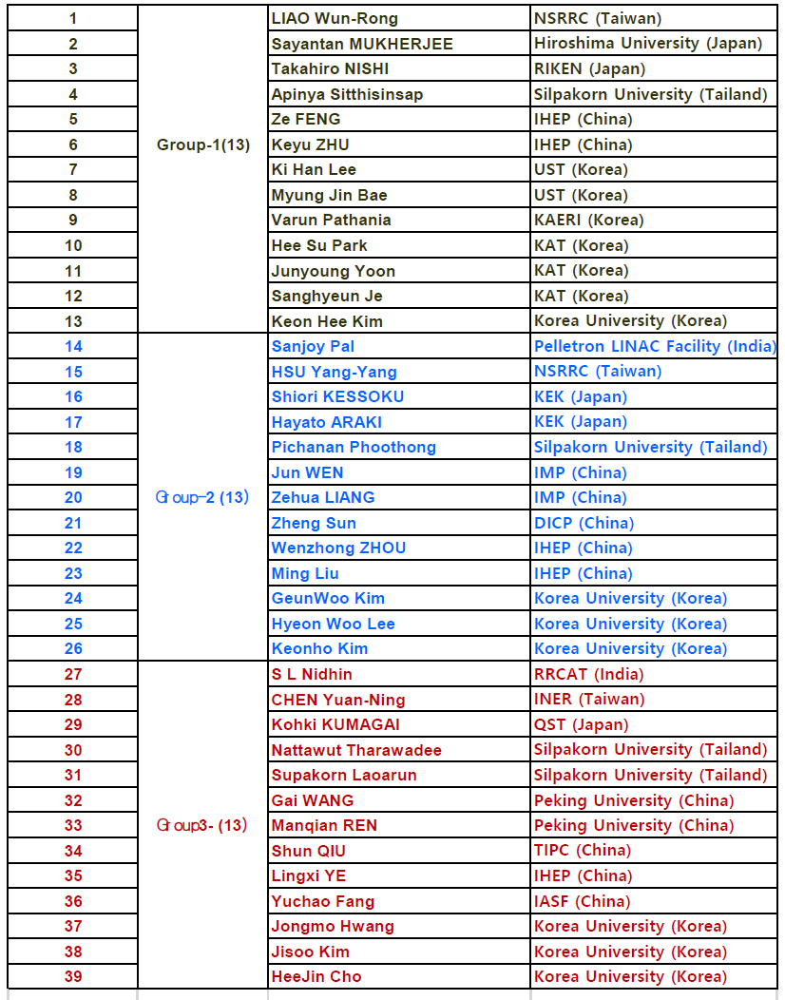 1 LIAO Wun-Rong NSRRC (Taiwan)
2 Sayantan MUKHERJEE Hiroshima University (Japan)
3 Takahiro NISHI RIKEN (Japan)
4 Apinya Sitthisinsap Silpakorn University (Tailand)
5 Ze FENG IHEP (China)
6 Group-1(13) Keyu ZHU IHEP (China)
7 Ki Han Lee UST (Korea)
8 Myung Jin Bae UST (Korea)
9 Varun Pathania KAERI (Korea)
10 Hee Su Park KAT (Korea)
11 Junyoung Yoon KAT (Korea)
12 Sanghyeun Je KAT (Korea)
13 Keon Hee Kim Korea University (Korea)
14 Sanjoy Pal Pelletron LINAC Facility (India)
15 HSU Yang-Yang NSRRC (Taiwan)
16 Shiori KESSOKU KEK (Japan)
17 Hayato ARAKI KEK (Japan)
18 Pichanan Phoothong Silpakorn University (Tailand)
19 Jun WEN IMP (China)
20 Group-2 (13) Zehua LIANG IMP (China)
21 Zheng Sun DICP (China)
22 Wenzhong ZHOU IHEP (China)
23 Ming Liu IHEP (China)
24 GeunWoo Kim Korea University (Korea)
25 Hyeon Woo Lee Korea University (Korea)
26 Keonho Kim Korea University (Korea)
27 S L Nidhin RRCAT (India)
28 CHEN Yuan-Ning INER (Taiwan)
29 Kohki KUMAGAI QST (Japan)
30 Nattawut Tharawadee Silpakorn University (Tailand)
31 Supakorn Laoarun Silpakorn University (Tailand)
32 Gai WANG Peking University (China)
33 Group3- (13) Manqian REN Peking University (China)
34 Shun QIU TIPC (China)
35 Lingxi YE IHEP (China)
36 Yuchao Fang IASF (China)
37 Jongmo Hwang Korea University (Korea)
38 Jisoo Kim Korea University (Korea)
39 HeeJin Cho Korea University (Korea)